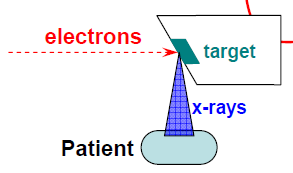 electrons
target
x-rays
Patient